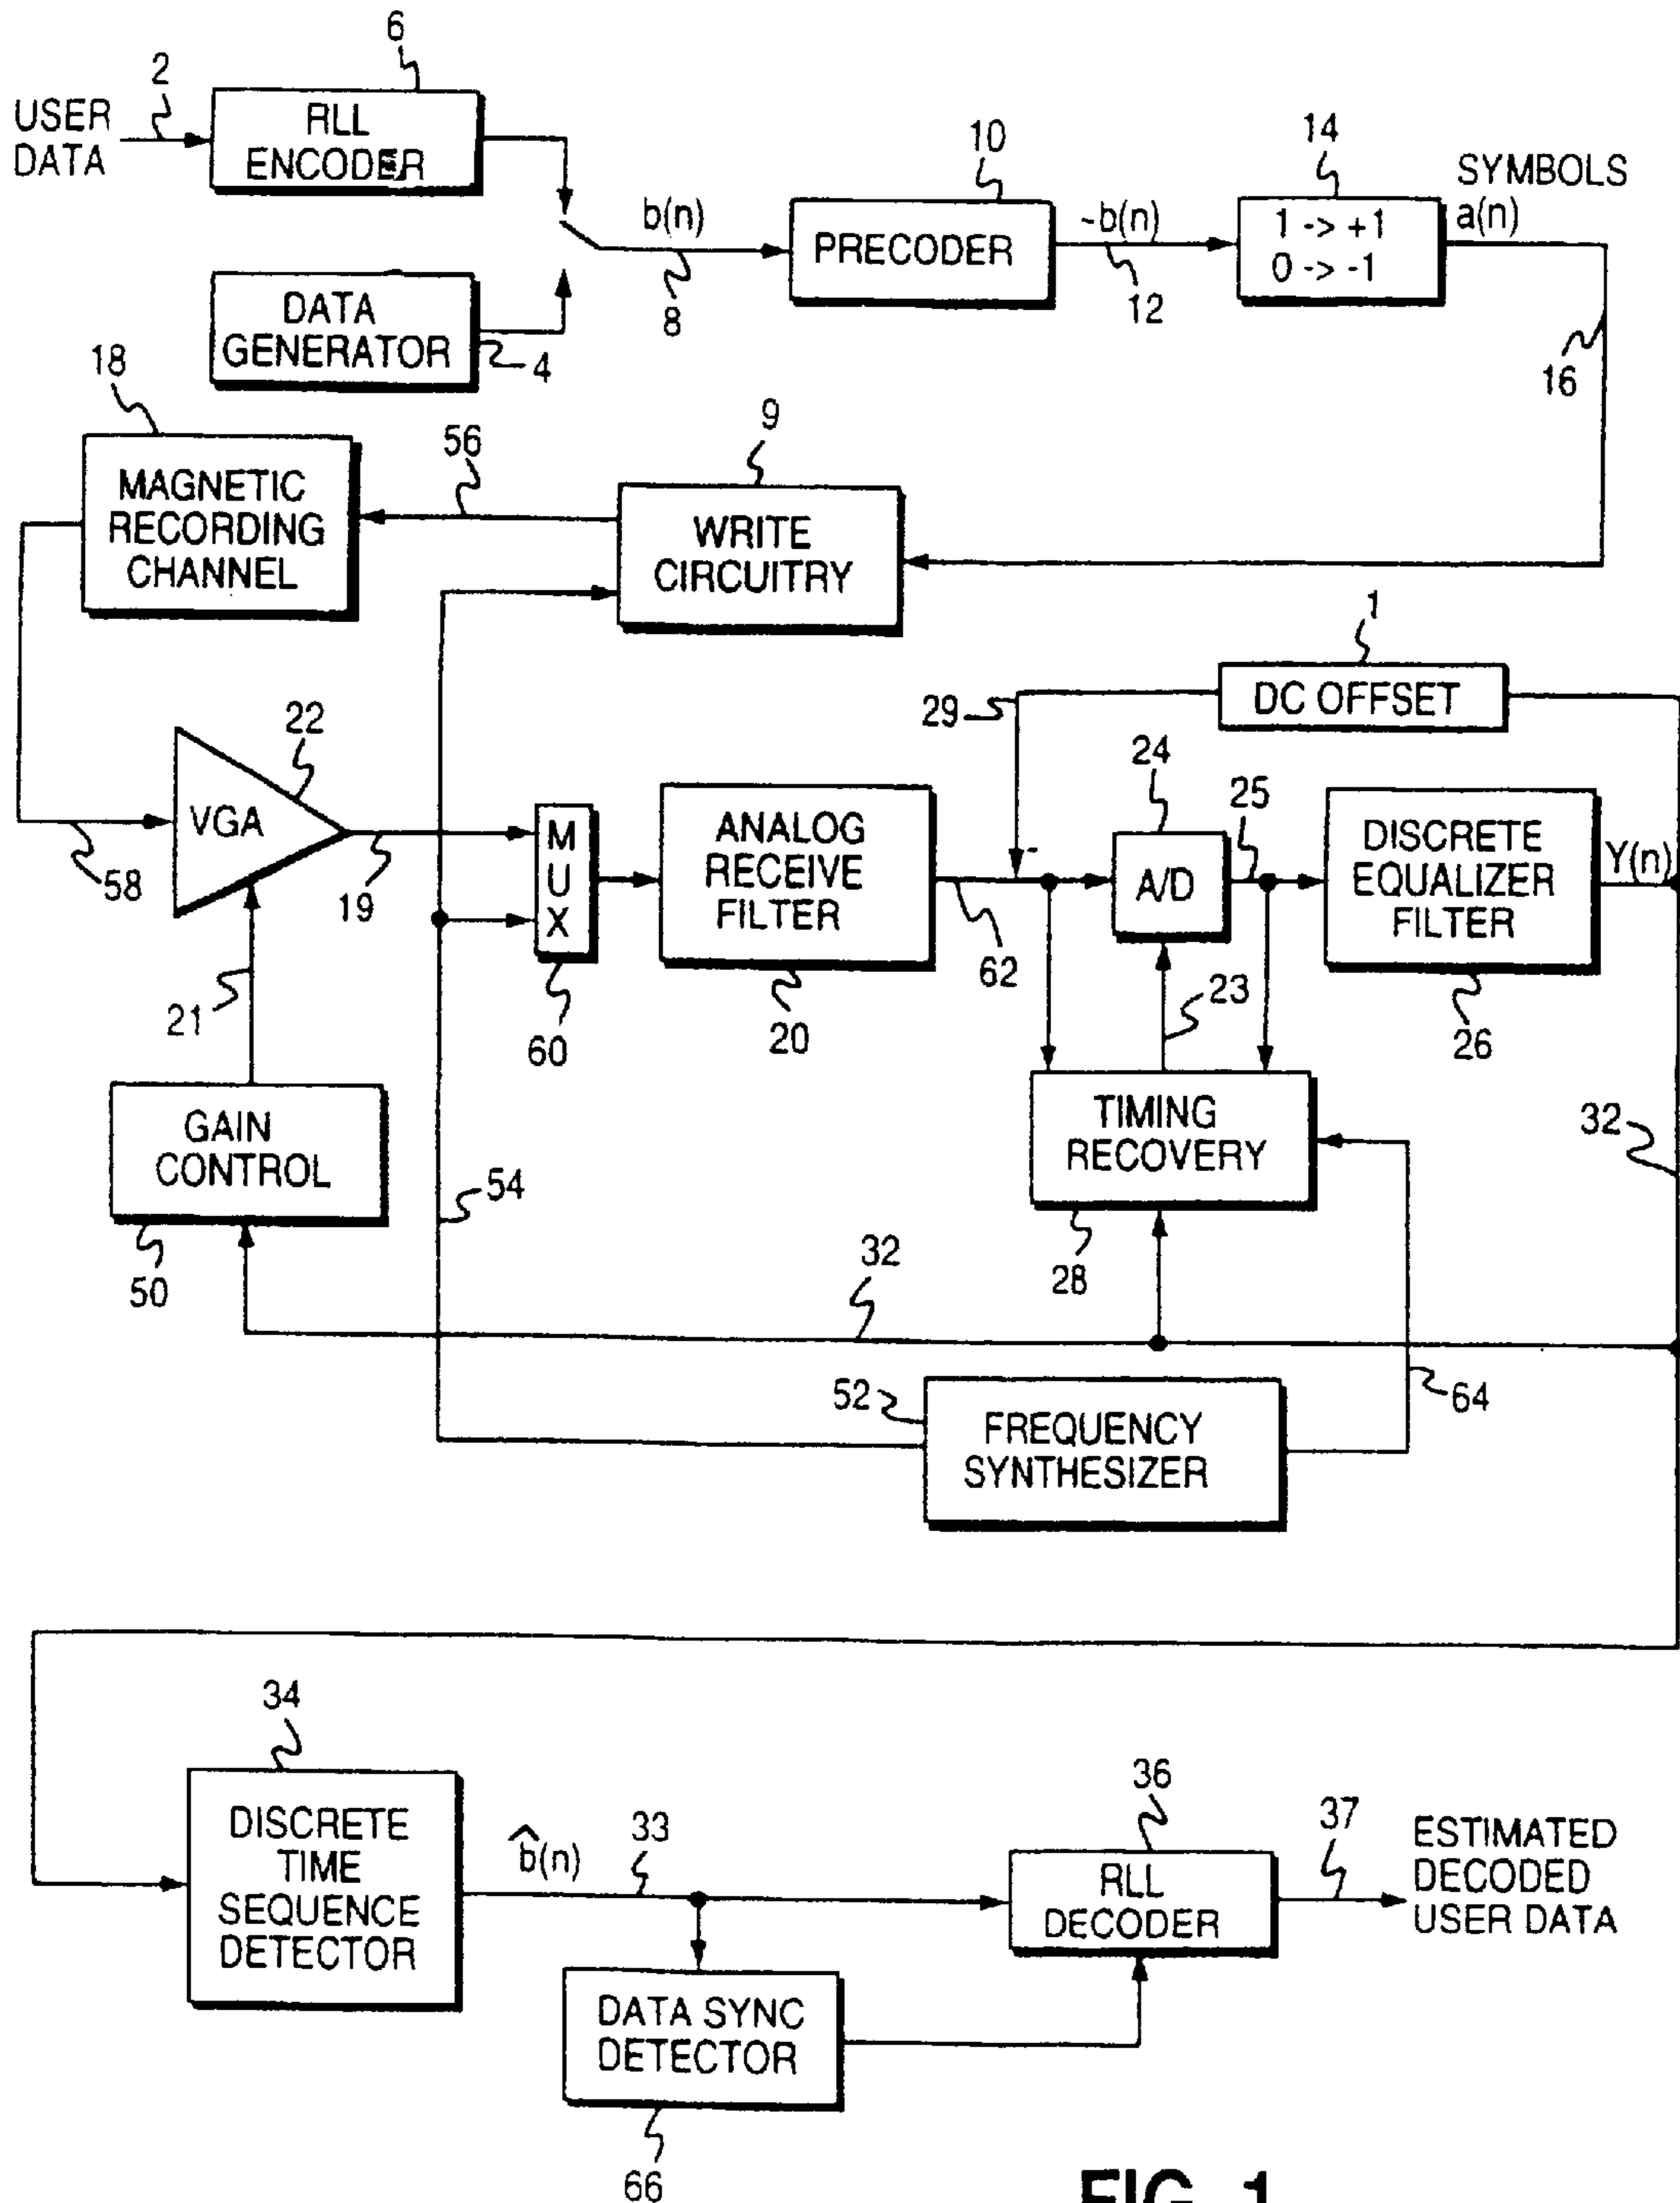 6
2
USER
DATA
RLL
ENCODER
10
14
SYMBOLS
a(n)
b(n)
PRECODER
~b(n)
1 -> +1
0 -> -1
8
12
DATA
GENERATOR
4
16
18
56
9
MAGNETIC
RECORDING
CHANNEL
WRITE
CIRCUITRY
1
DC OFFSET
29
22
24
25
VGA
58
19
M
U
X
60
ANALOG
RECEIVE
FILTER
20
-
62
A/D
DISCRETE
EQUALIZER
FILTER
26
Y(n)
21
23
GAIN
CONTROL
50
TIMING
RECOVERY
28
32
54
32
52
FREQUENCY
SYNTHESIZER
64
34
DISCRETE
TIME
SEQUENCE
DETECTOR
b̂(n)
33
36
RLL
DECODER
37
ESTIMATED
DECODED
USER DATA
DATA SYNC
DETECTOR
66
FIG. 1